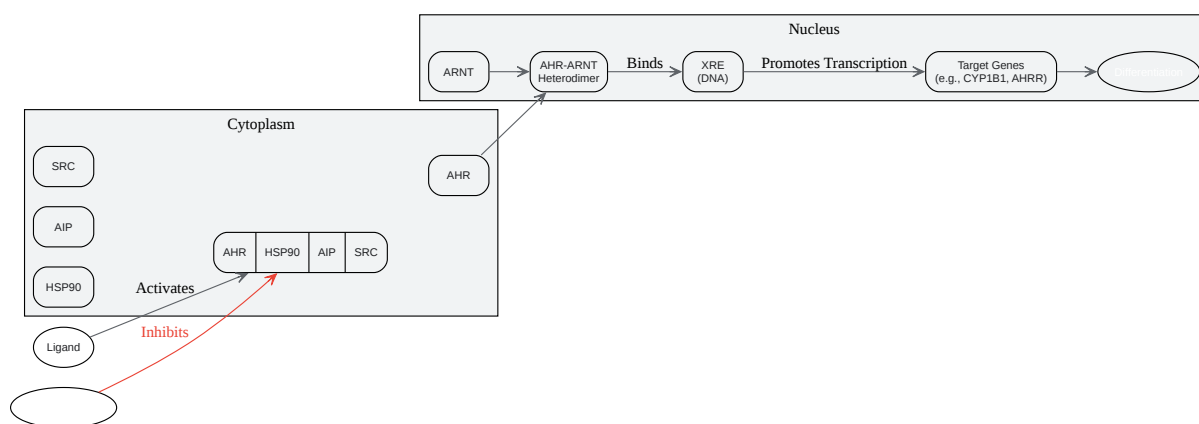 Nucleus
ARNT
AHR-ARNT
Heterodimer
Binds
XRE
(DNA)
Promotes Transcription
Target Genes
(e.g., CYP1B1, AHRR)
Differentiation
Cytoplasm
SRC
AHR
AIP
AHR
HSP90
AIP
SRC
HSP90
Activates
Inhibits
Ligand